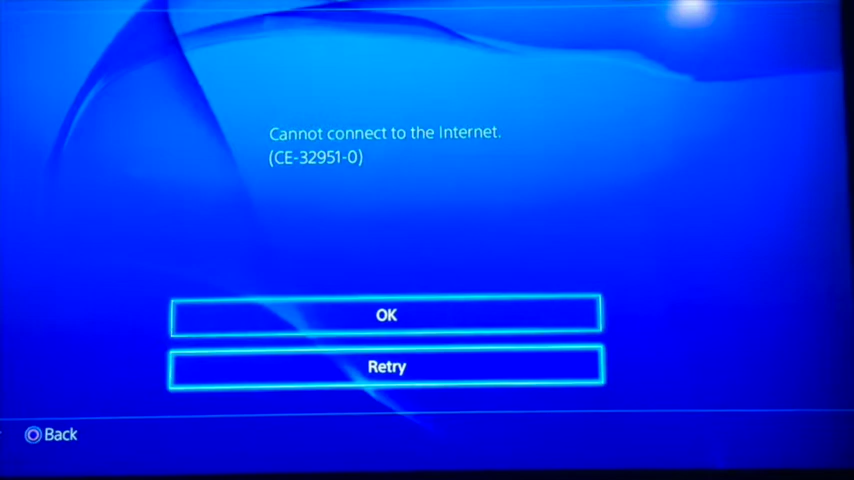 Cannot connect to the Internet.
(CE-32951-0)
OK
Retry
Back